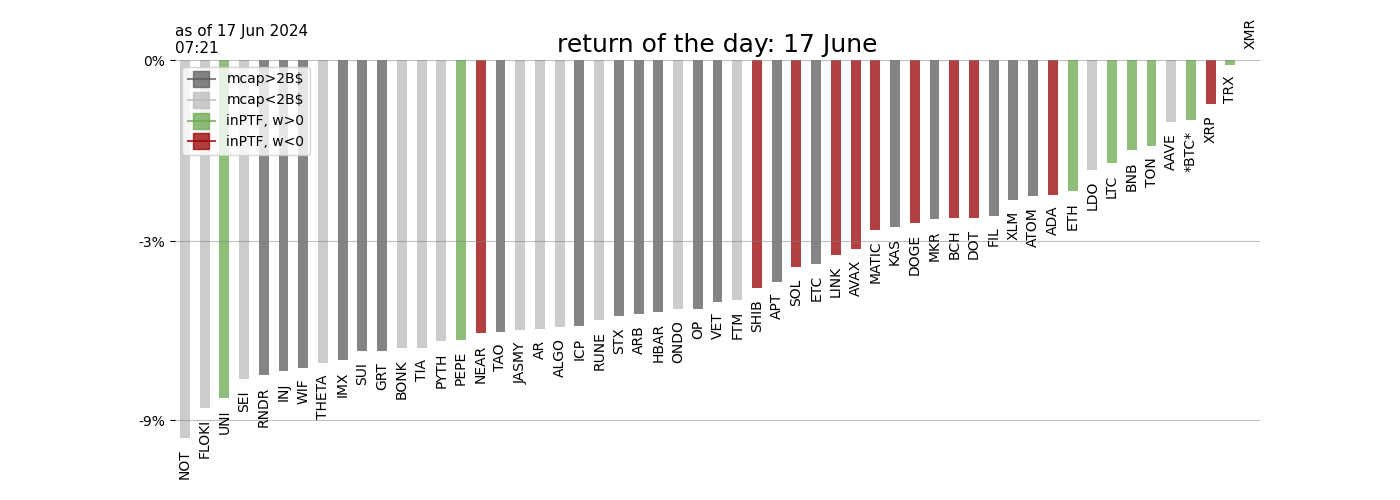 as of 17 Jun 2024
07:21
return of the day: 17 June
XMR
0%
mcap>2B$
mcap<2B$
inPTF, w>0
inPTF, w<0
-3%
-9%
NOT
FLOKI
UNI
SEI
RNDR
INJ
WIF
THETA
IMX
SUI
GRT
BONK
TIA
PYTH
PEPE
NEAR
TAO
JASMY
AR
ALGO
ICP
RUNE
STX
ARB
HBAR
ONDO
OP
VET
FTM
SHIB
APT
SOL
ETC
LINK
AVAX
MATIC
KAS
DOGE
MKR
BCH
DOT
FIL
XLM
ATOM
ADA
ETH
LDO
LTC
BNB
TON
AAVE
*BTC*
XRP
TRX